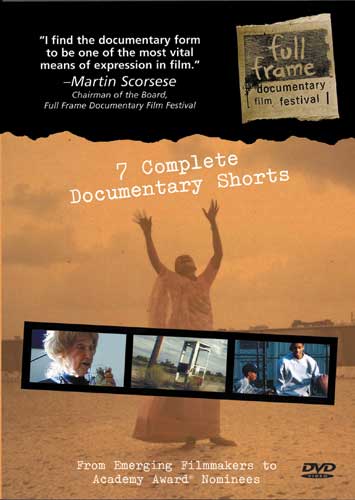 "I find the documentary form
to be one of the most vital
means of expression in film."
–Martin Scorsese
Chairman of the Board,
Full Frame Documentary Film Festival
full
frame
documentary
film festival
7 Complete
Documentary Shorts
From Emerging Filmmakers to
Academy Award® Nominees
DVD
VIDEO